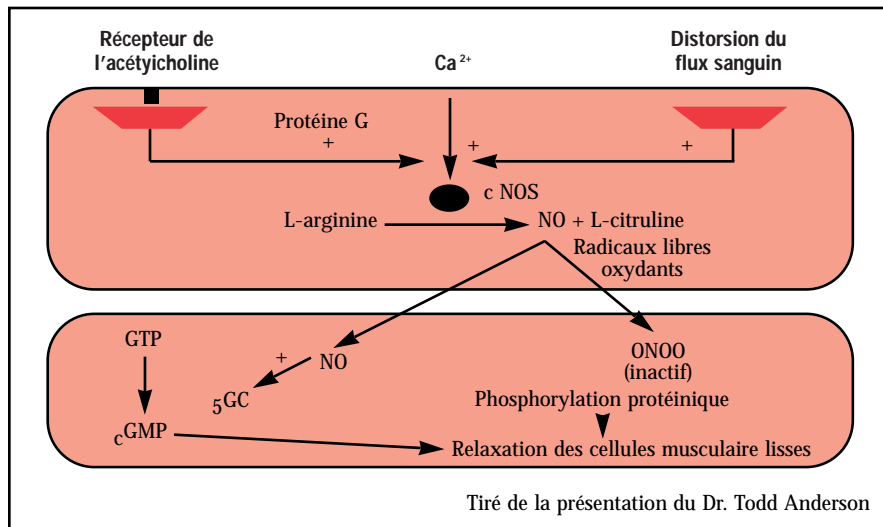 Récepteur de
l'acétyicholine
Ca 2+
Distorsion du
flux sanguin
Protéine G
+
+
+
c NOS
L-arginine
NO + L-citruline
Radicaux libres
oxydants
GTP
+
NO
ONOO
(inactif)
5GC
Phosphorylation protéinique
cGMP
Relaxation des cellules musculaire lisses
Tiré de la présentation du Dr. Todd Anderson